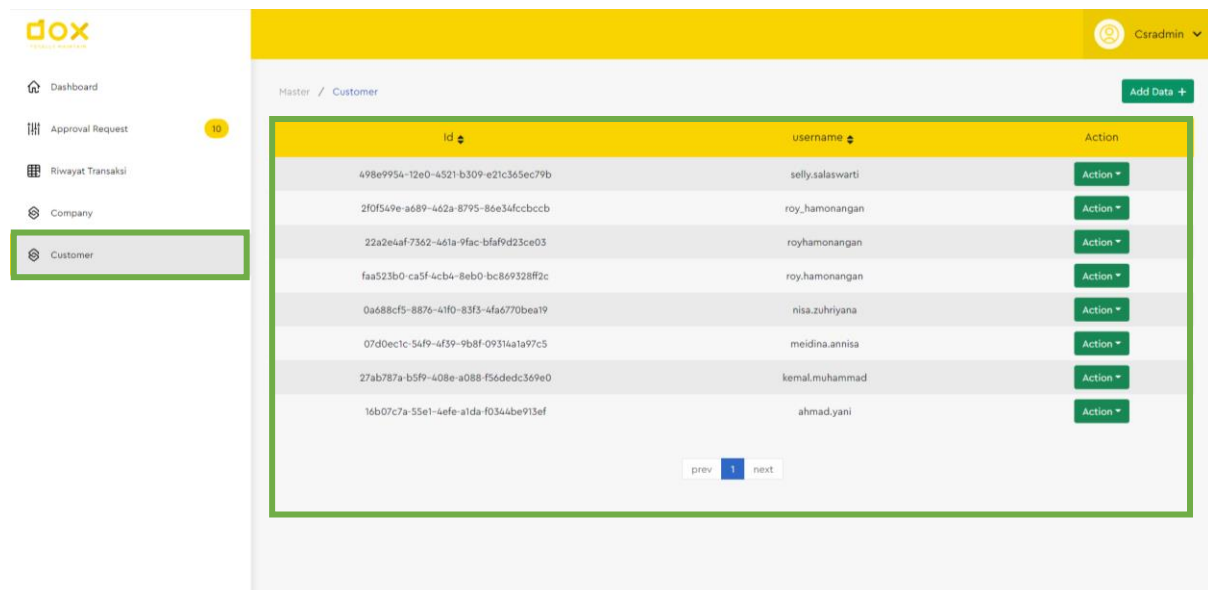 dox
Csradmin
Dashboard
Approval Request 10
Riwayat Transaksi
Company
Customer
Master / Customer
Add Data +
Id username Action
498e9954-12e0-4521-b309-e21c365ec79b selly.salaswarti Action
2f0f549e-a689-462a-8795-86e34fccbccb roy_hamonangan Action
22a2e4af-7362-461a-9fac-bfaf9d23ce03 royhamonangan Action
faa523b0-ca5f-4cb4-8eb0-bc869328ff2c roy.hamonangan Action
0a688cf5-8876-41f0-83f3-4fa6770bea19 nisa.zuhriyana Action
07d0ec1c-54f9-4f39-9b8f-09314a1a97c5 meidina.annisa Action
27ab787a-b5f9-408e-a088-f56dedc369e0 kemal.muhammad Action
16b07c7a-55e1-4efe-a1da-f0344be913ef ahmad.yani Action
prev 1 next